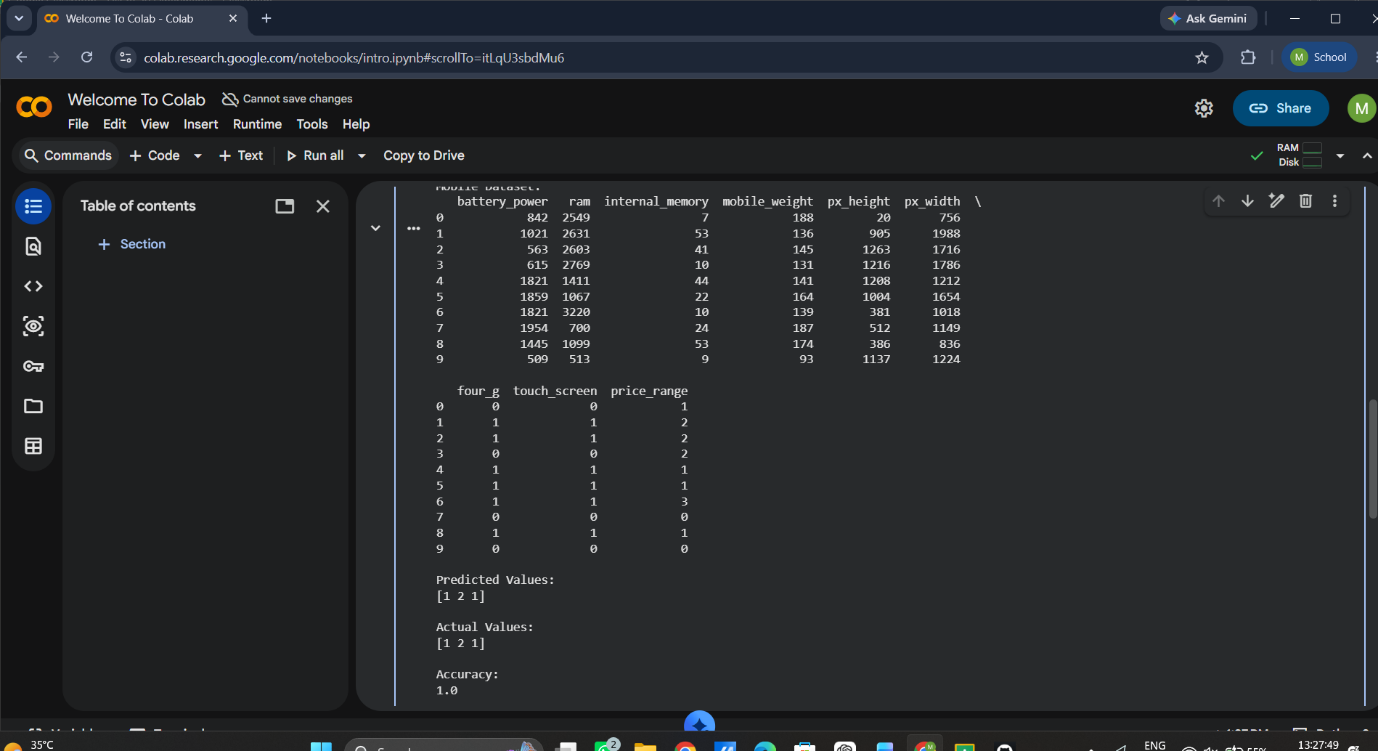 Welcome To Colab - Colab
Ask Gemini
colab.research.google.com/notebooks/intro.ipynb#scrollTo=itLqU3sbdMu6
M School
Welcome To Colab Cannot save changes
File Edit View Insert Runtime Tools Help
Share
M
Commands + Code + Text Run all Copy to Drive
RAM
Disk
Table of contents
+ Section
Mobile Dataset:
battery_power ram internal_memory mobile_weight px_height px_width \
0 842 2549 7 188 20 756
1 1021 2631 53 136 905 1988
2 563 2603 41 145 1263 1716
3 615 2769 10 131 1216 1786
4 1821 1411 44 141 1208 1212
5 1859 1067 22 164 1004 1654
6 1821 3220 10 139 381 1018
7 1954 700 24 187 512 1149
8 1445 1099 53 174 386 836
9 509 513 9 93 1137 1224
four_g touch_screen price_range
0 0 0 1
1 1 1 2
2 1 1 2
3 0 0 2
4 1 1 1
5 1 1 1
6 1 1 3
7 0 0 0
8 1 1 1
9 0 0 0
Predicted Values:
[1 2 1]
Actual Values:
[1 2 1]
Accuracy:
1.0
35°C
2
ENG
13:27:49